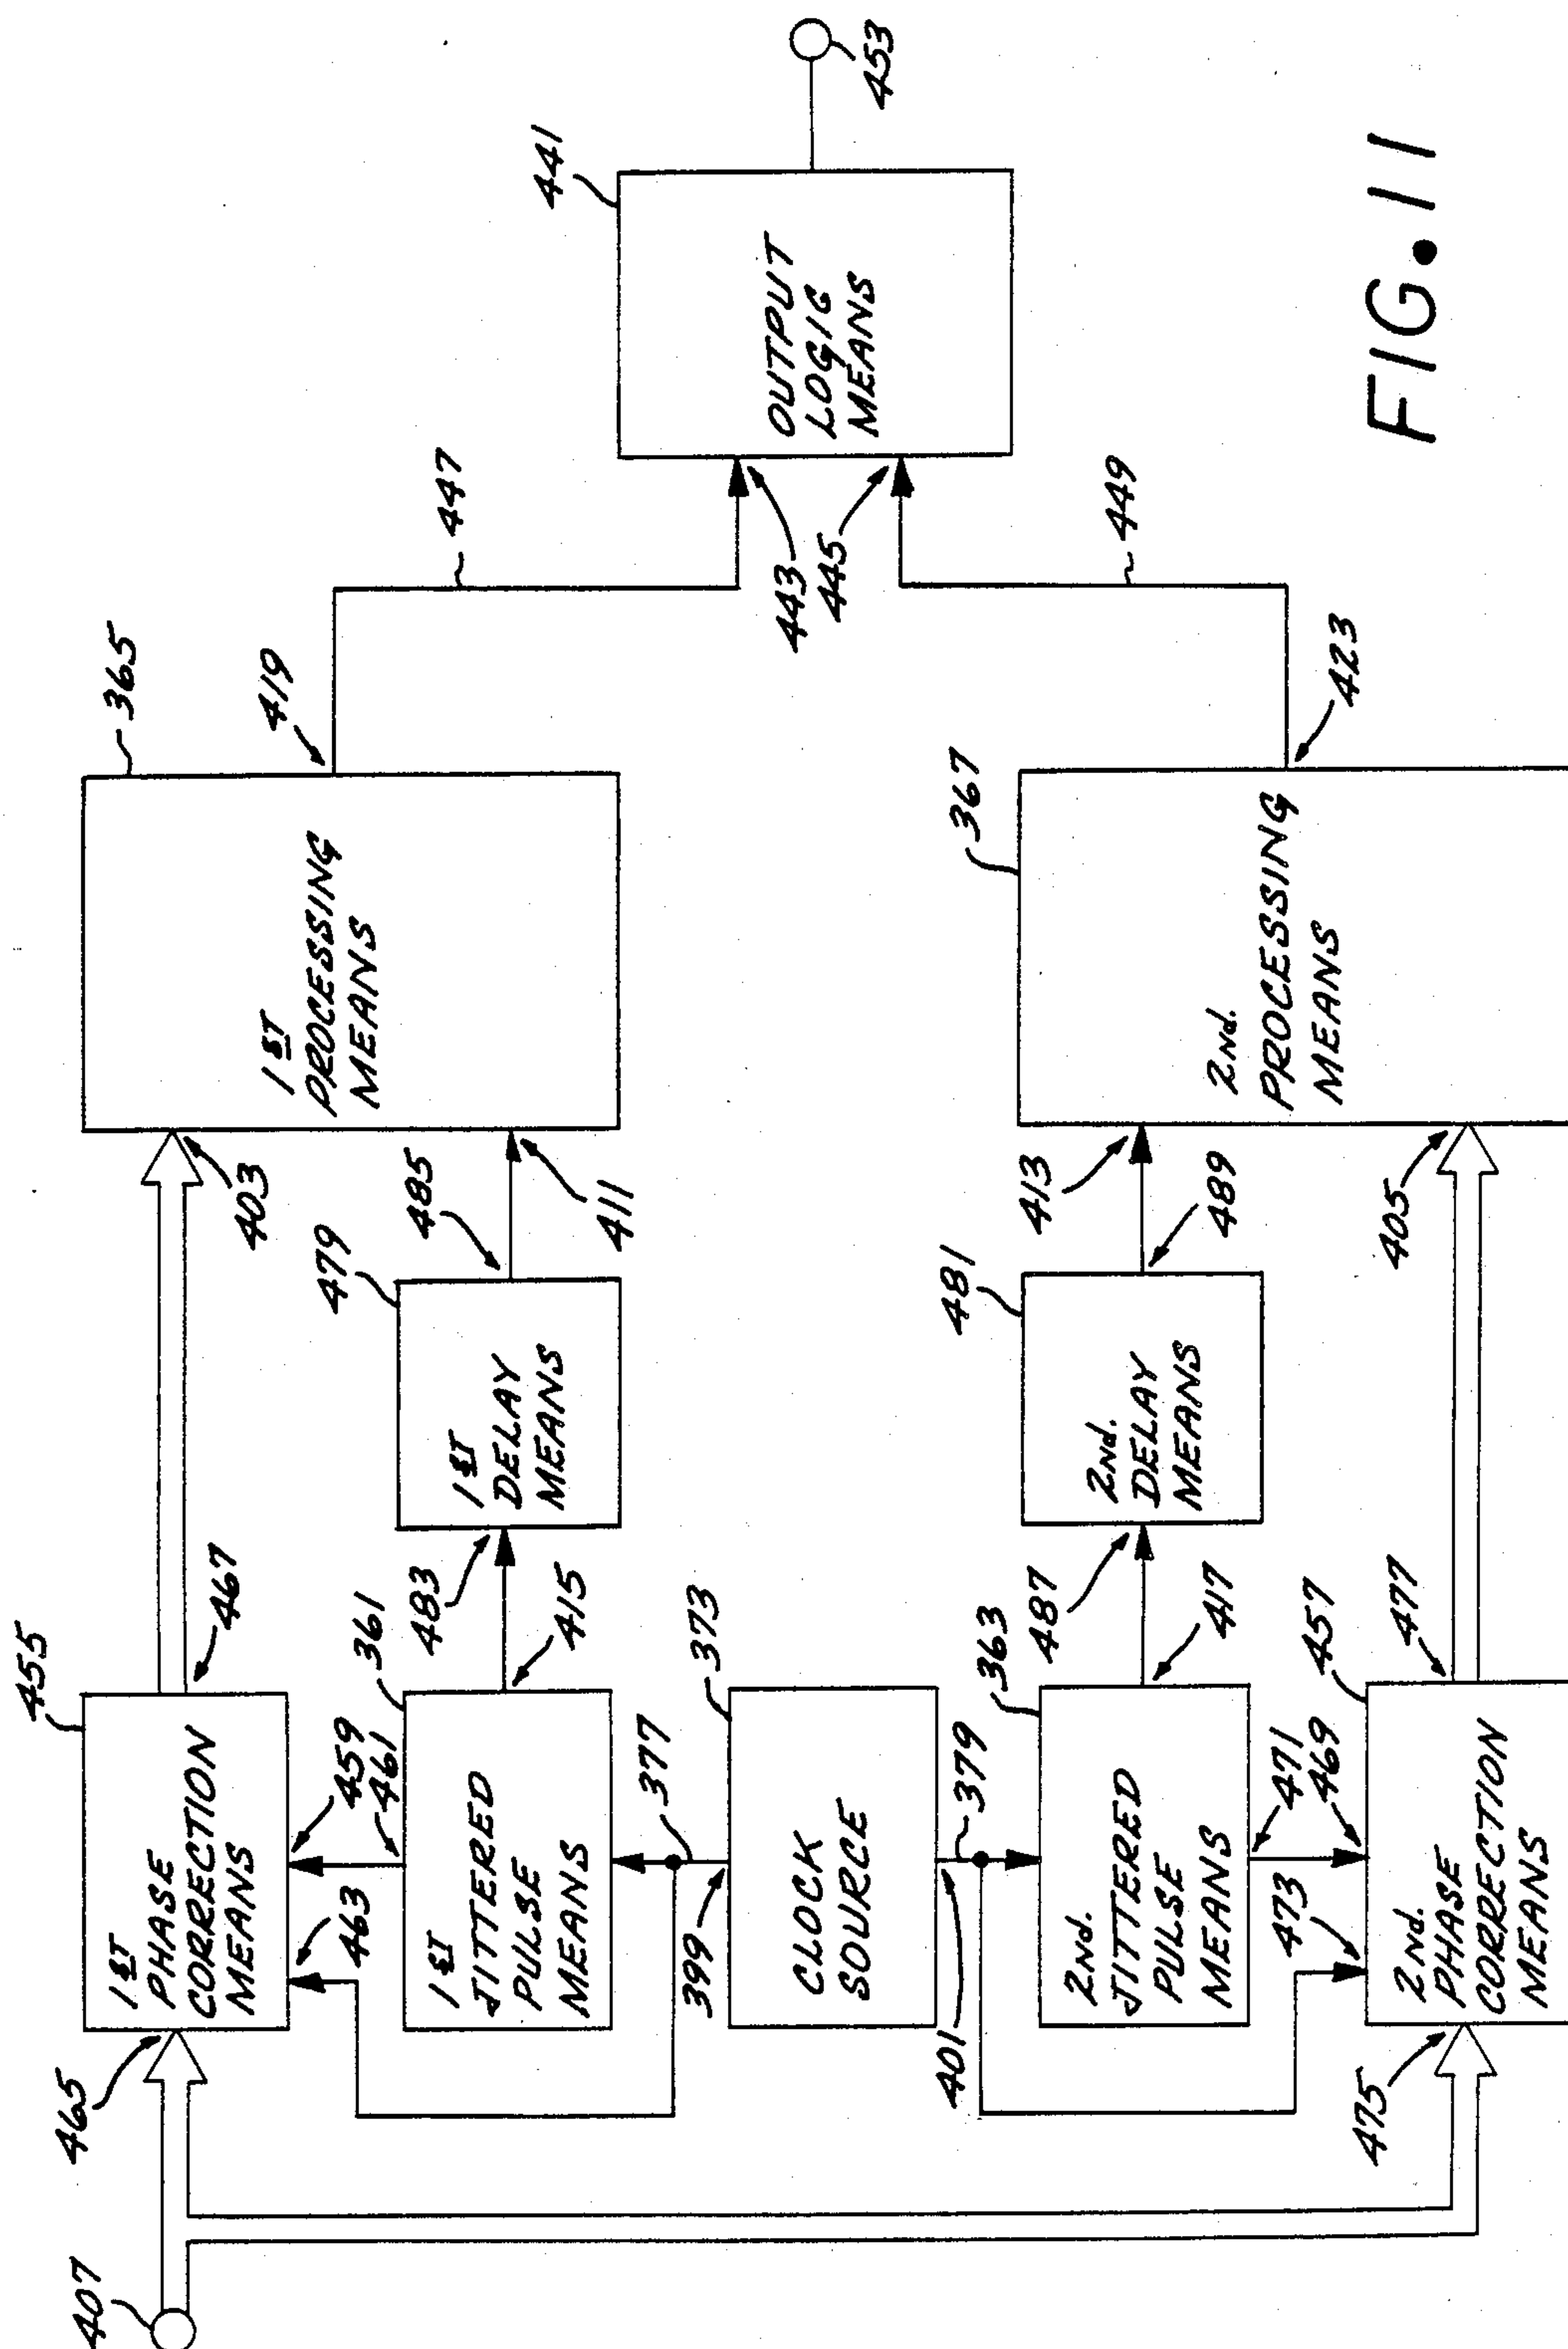 407
465
455
1ST
PHASE
CORRECTION
MEANS
467
463
459
461
361
1ST
JITTERED
PULSE
MEANS
415
483
479
1ST
DELAY
MEANS
485
411
403
365
1ST
PROCESSING
MEANS
419
447
377
399
373
CLOCK
SOURCE
401
379
363
2Nd.
JITTERED
PULSE
MEANS
417
487
481
2Nd.
DELAY
MEANS
489
413
405
367
2Nd.
PROCESSING
MEANS
423
449
471
469
473
457
475
2Nd.
PHASE
CORRECTION
MEANS
477
443
445
441
OUTPUT
LOGIC
MEANS
453
FIG. 11